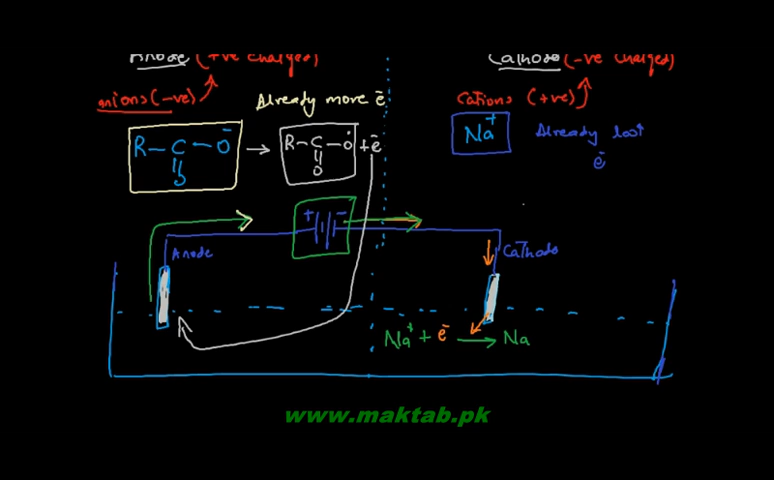 Anode (+ve charged)
Cathode (-ve charged)
anions (-ve)
Already more e⁻
Cations (+ve)
R — C — O⁻
O
→
R — C — O• + e⁻
O
Na⁺
Already lost
e⁻
+ -
Anode
Cathode
Na⁺ + e⁻ → Na
www.maktab.pk